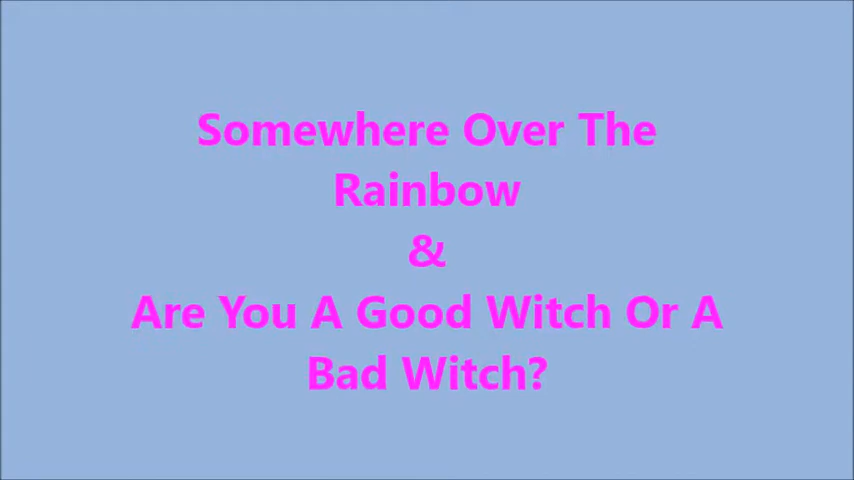 Somewhere Over The
Rainbow
&
Are You A Good Witch Or A
Bad Witch?